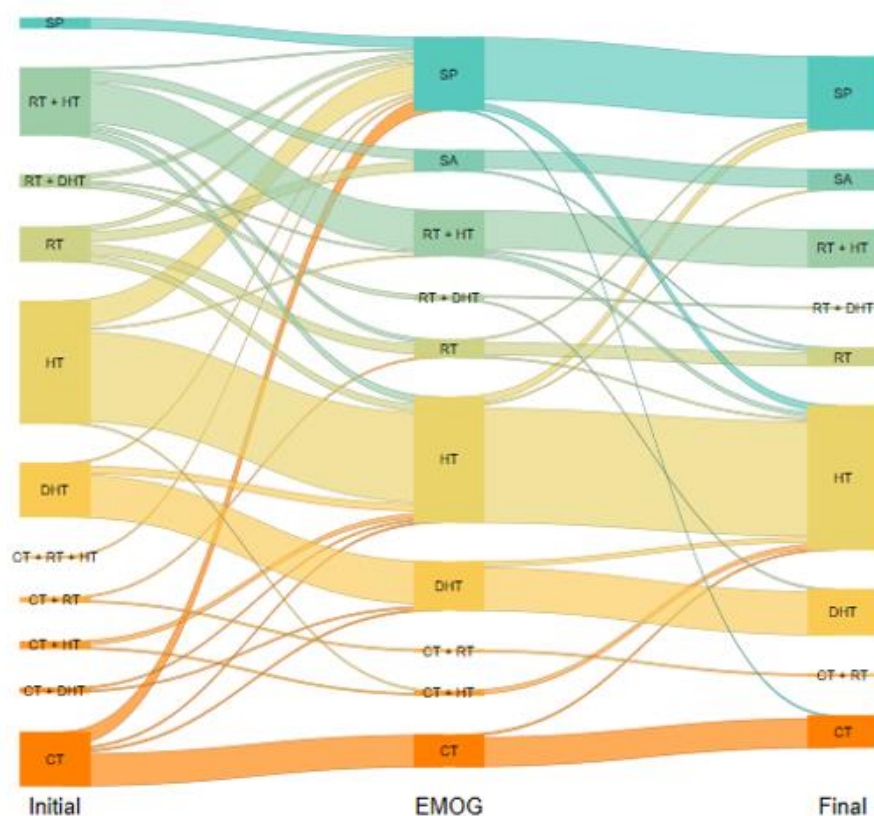 SP
RT + HT
RT + DHT
RT
HT
DHT
CT + RT + HT
CT + RT
CT + HT
CT + DHT
CT
Initial
SP
SA
RT + HT
RT + DHT
RT
HT
DHT
CT + RT
CT + HT
CT
EMOG
SP
SA
RT + HT
RT + DHT
RT
HT
DHT
CT + RT
CT
Final